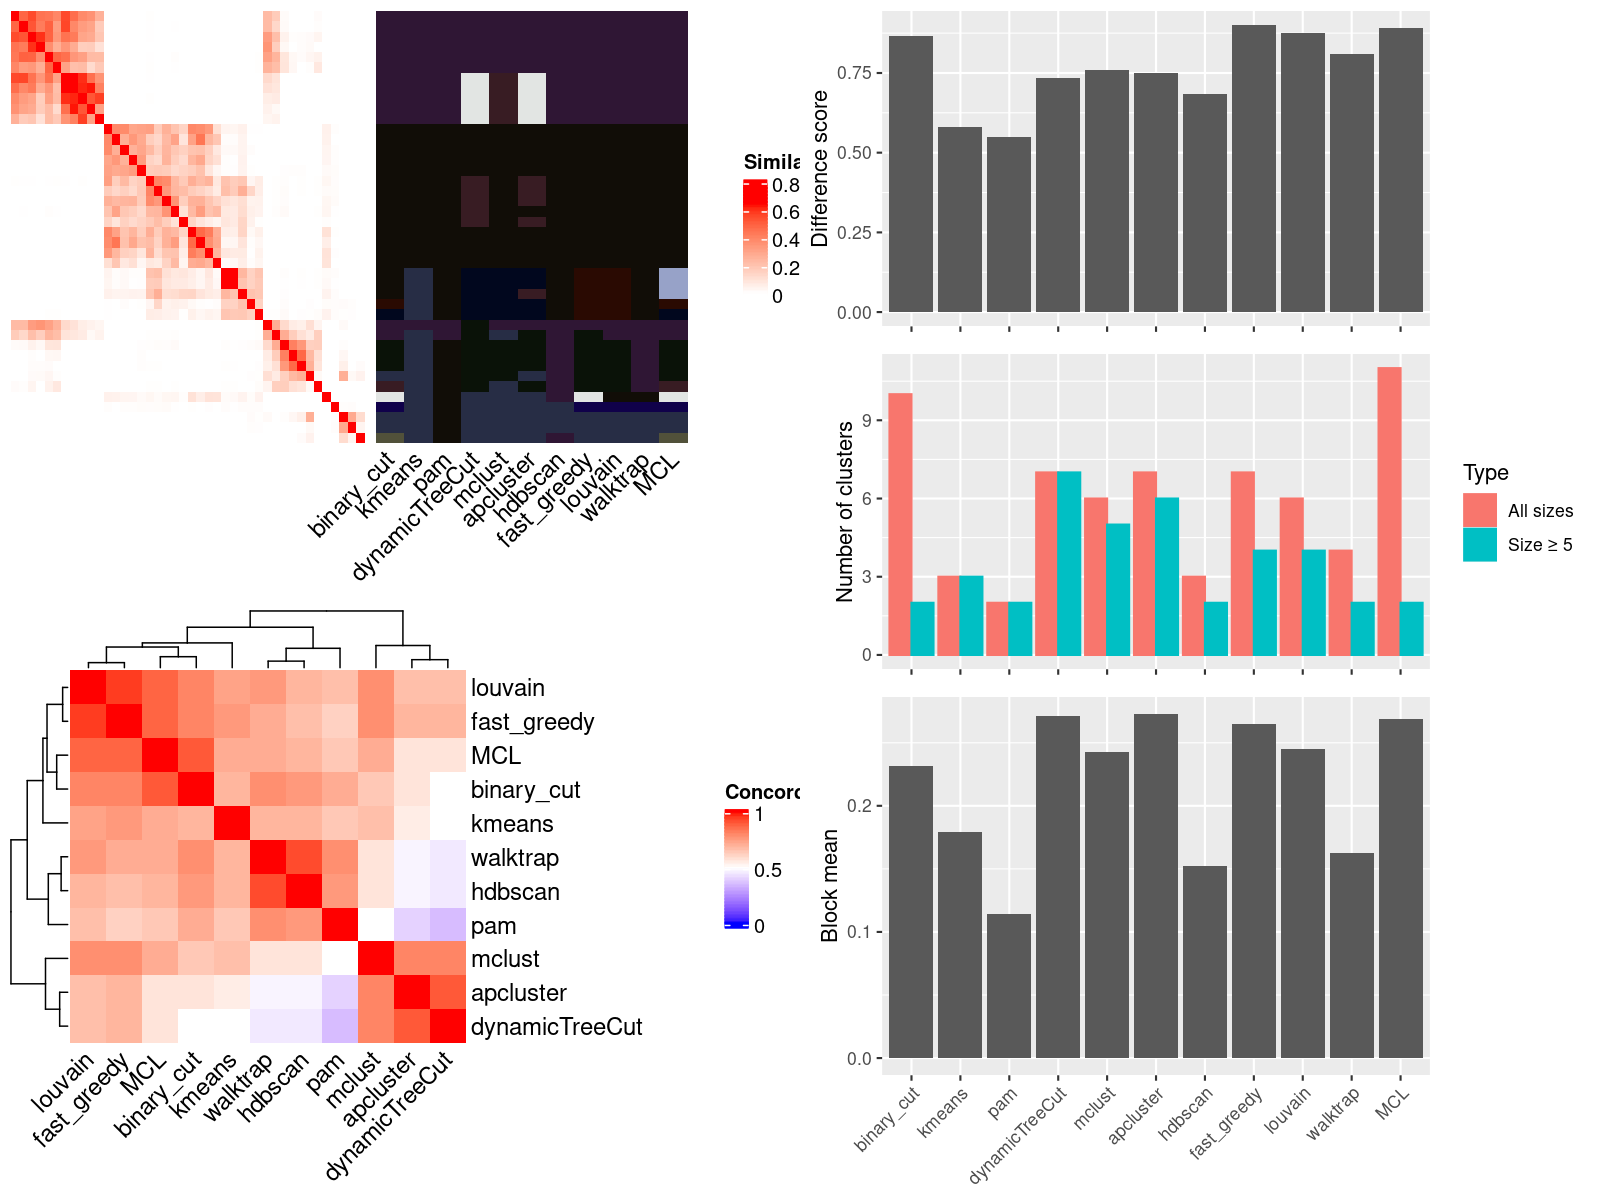 Simila
0.8
0.6
0.4
0.2
0
binary_cut
kmeans
pam
dynamicTreeCut
mclust
apcluster
hdbscan
fast_greedy
louvain
walktrap
MCL
Difference score
0.75
0.50
0.25
0.00
Number of clusters
9
6
3
0
Type
All sizes
Size ≥ 5
louvain
fast_greedy
MCL
binary_cut
kmeans
walktrap
hdbscan
pam
mclust
apcluster
dynamicTreeCut
louvain
fast_greedy
MCL
binary_cut
kmeans
walktrap
hdbscan
pam
mclust
apcluster
dynamicTreeCut
Concord
1
0.5
0
Block mean
0.2
0.1
0.0
binary_cut
kmeans
pam
dynamicTreeCut
mclust
apcluster
hdbscan
fast_greedy
louvain
walktrap
MCL